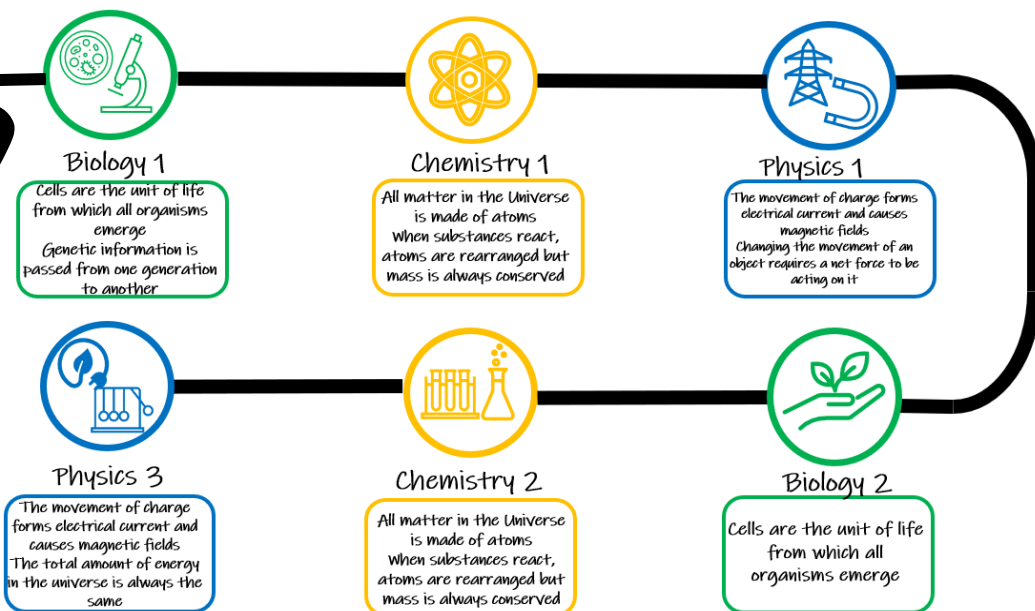 Biology 1
Cells are the unit of life
from which all organisms
emerge
Genetic information is
passed from one generation
to another
Chemistry 1
All matter in the Universe
is made of atoms
When substances react,
atoms are rearranged but
mass is always conserved
Physics 1
The movement of charge forms
electrical current and causes
magnetic fields
Changing the movement of an
object requires a net force to be
acting on it
Physics 3
The movement of charge
forms electrical current and
causes magnetic fields
The total amount of energy
in the universe is always the
same
Chemistry 2
All matter in the Universe
is made of atoms
When substances react,
atoms are rearranged but
mass is always conserved
Biology 2
Cells are the unit of life
from which all
organisms emerge